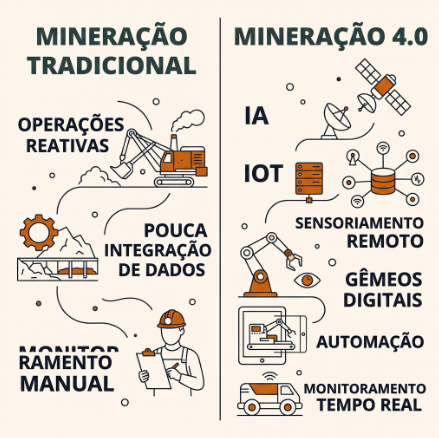 MINERAÇÃO
TRADICIONAL
OPERAÇÕES
REATIVAS
POUCA
INTEGRAÇÃO
DE DADOS
MONITOR
RAMENTO
MANUAL
MINERAÇÃO 4.0
IA
IOT
SENSORIAMENTO
REMOTO
GÊMEOS
DIGITAIS
AUTOMAÇÃO
MONITORAMENTO
TEMPO REAL